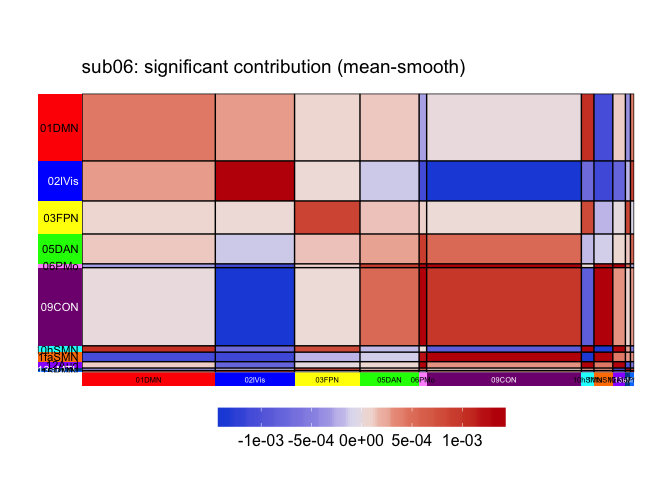 sub06: significant contribution (mean-smooth)
01DMN
02lVis
03FPN
05DAN
06PMo
09CON
01DMN 02lVis 03FPN 05DAN 06PMo 09CON
-1e-03 -5e-04 0e+00 5e-04 1e-03